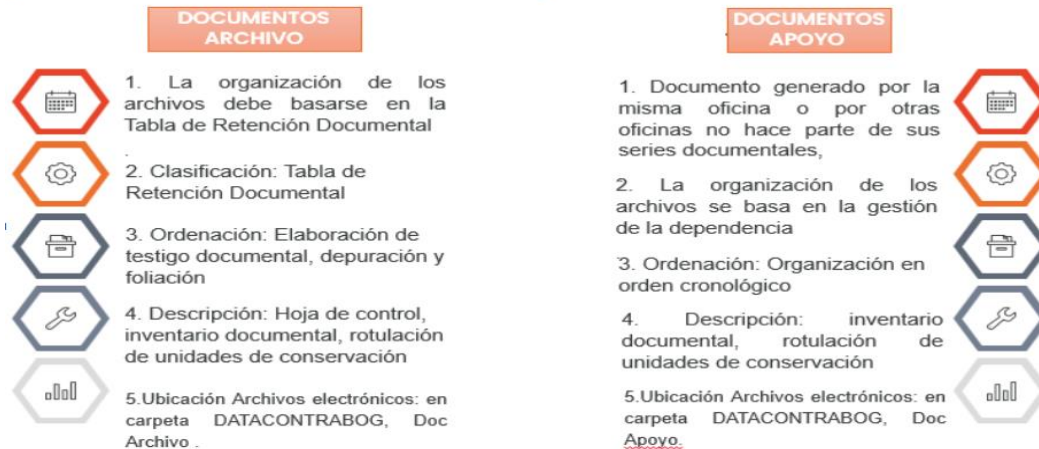 DOCUMENTOS
ARCHIVO
1. La organización de los
archivos debe basarse en la
Tabla de Retención Documental
.
2. Clasificación: Tabla de
Retención Documental
3. Ordenación: Elaboración de
testigo documental, depuración y
foliación
4. Descripción: Hoja de control,
inventario documental, rotulación
de unidades de conservación
5.Ubicación Archivos electrónicos: en
carpeta DATACONTRABOG, Doc
Archivo .
DOCUMENTOS
APOYO
1. Documento generado por la
misma oficina o por otras
oficinas no hace parte de sus
series documentales,
2. La organización de los
archivos se basa en la gestión
de la dependencia
3. Ordenación: Organización en
orden cronológico
4. Descripción: inventario
documental, rotulación de
unidades de conservación
5.Ubicación Archivos electrónicos: en
carpeta DATACONTRABOG, Doc
Apoyo.